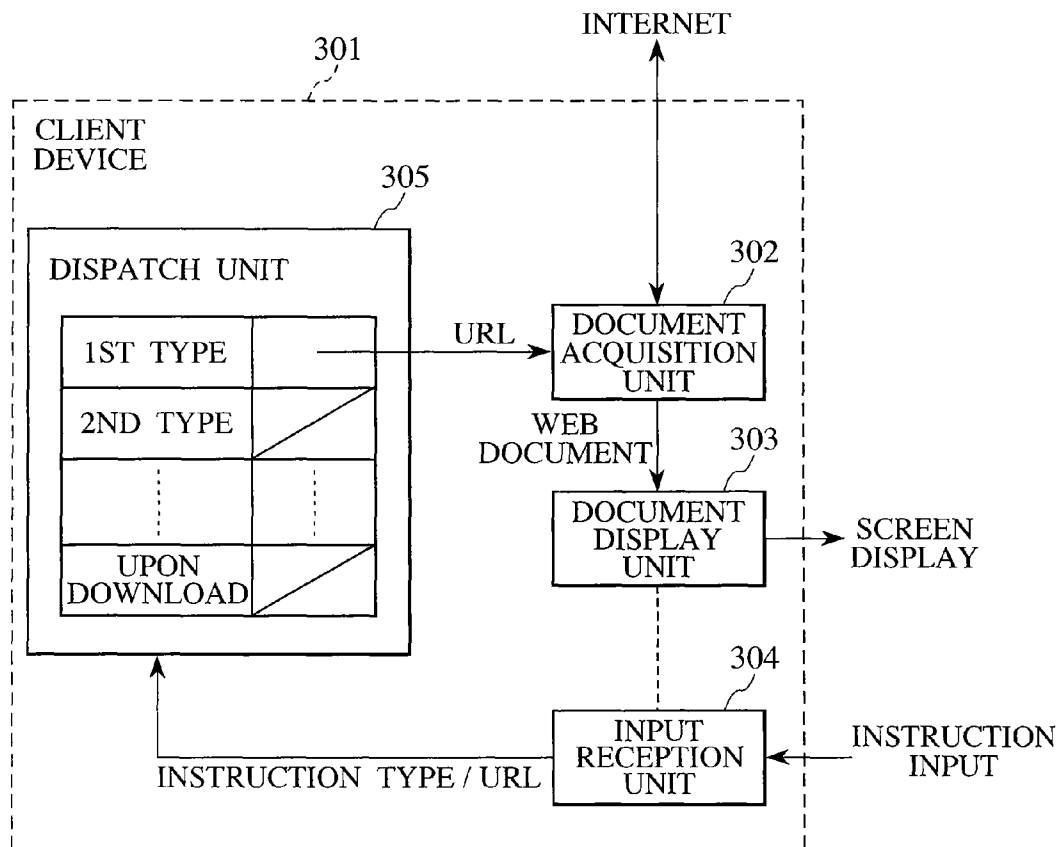 INTERNET
301
CLIENT
DEVICE
305
DISPATCH UNIT
302
1ST TYPE
URL
DOCUMENT
ACQUISITION
UNIT
2ND TYPE
WEB
DOCUMENT
303
DOCUMENT
DISPLAY
UNIT
SCREEN
DISPLAY
UPON
DOWNLOAD
304
INPUT
RECEPTION
UNIT
INSTRUCTION
INPUT
INSTRUCTION TYPE / URL